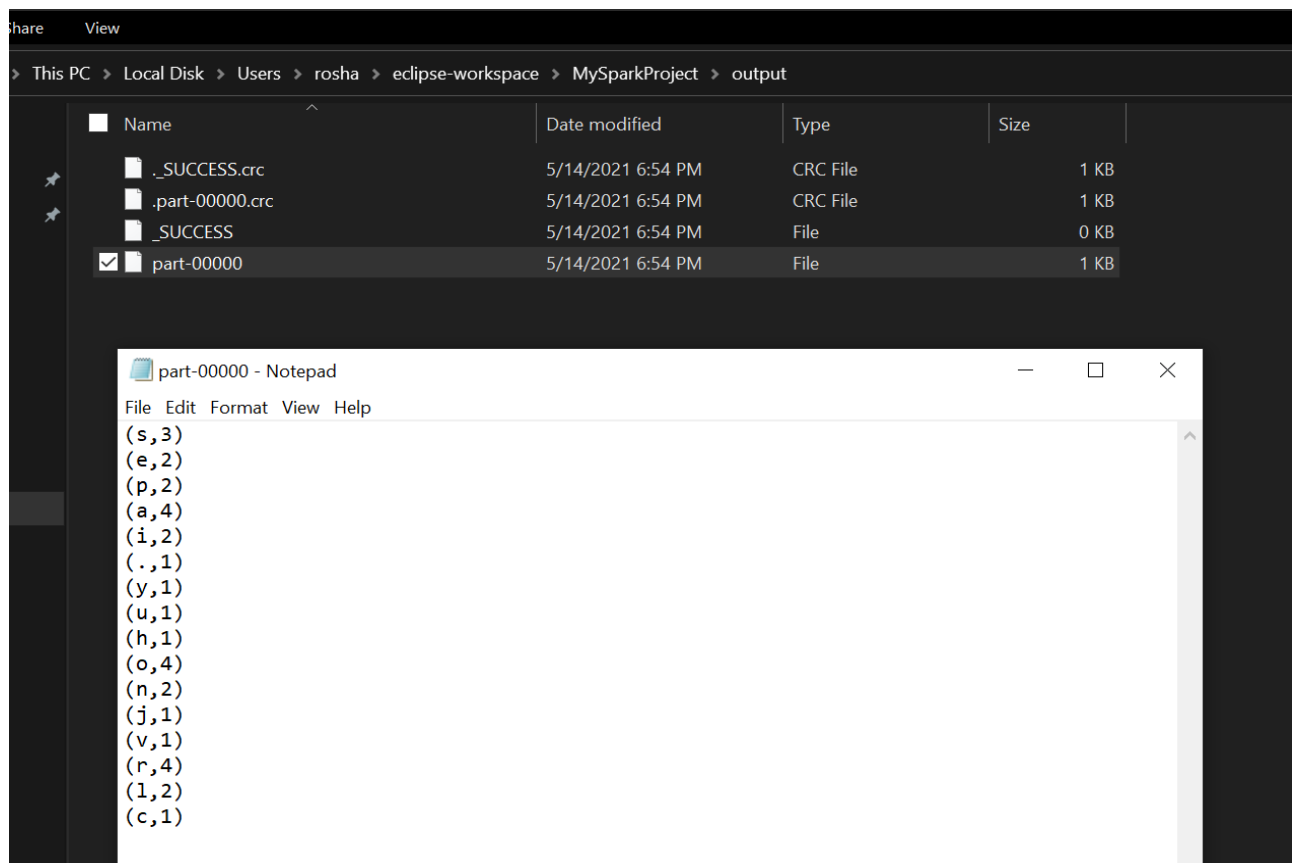 Share View
> This PC > Local Disk > Users > rosha > eclipse-workspace > MySparkProject > output
Name Date modified Type Size
._SUCCESS.crc 5/14/2021 6:54 PM CRC File 1 KB
.part-00000.crc 5/14/2021 6:54 PM CRC File 1 KB
_SUCCESS 5/14/2021 6:54 PM File 0 KB
part-00000 5/14/2021 6:54 PM File 1 KB
part-00000 - Notepad
File Edit Format View Help
(s,3)
(e,2)
(p,2)
(a,4)
(i,2)
(.,1)
(y,1)
(u,1)
(h,1)
(o,4)
(n,2)
(j,1)
(v,1)
(r,4)
(l,2)
(c,1)